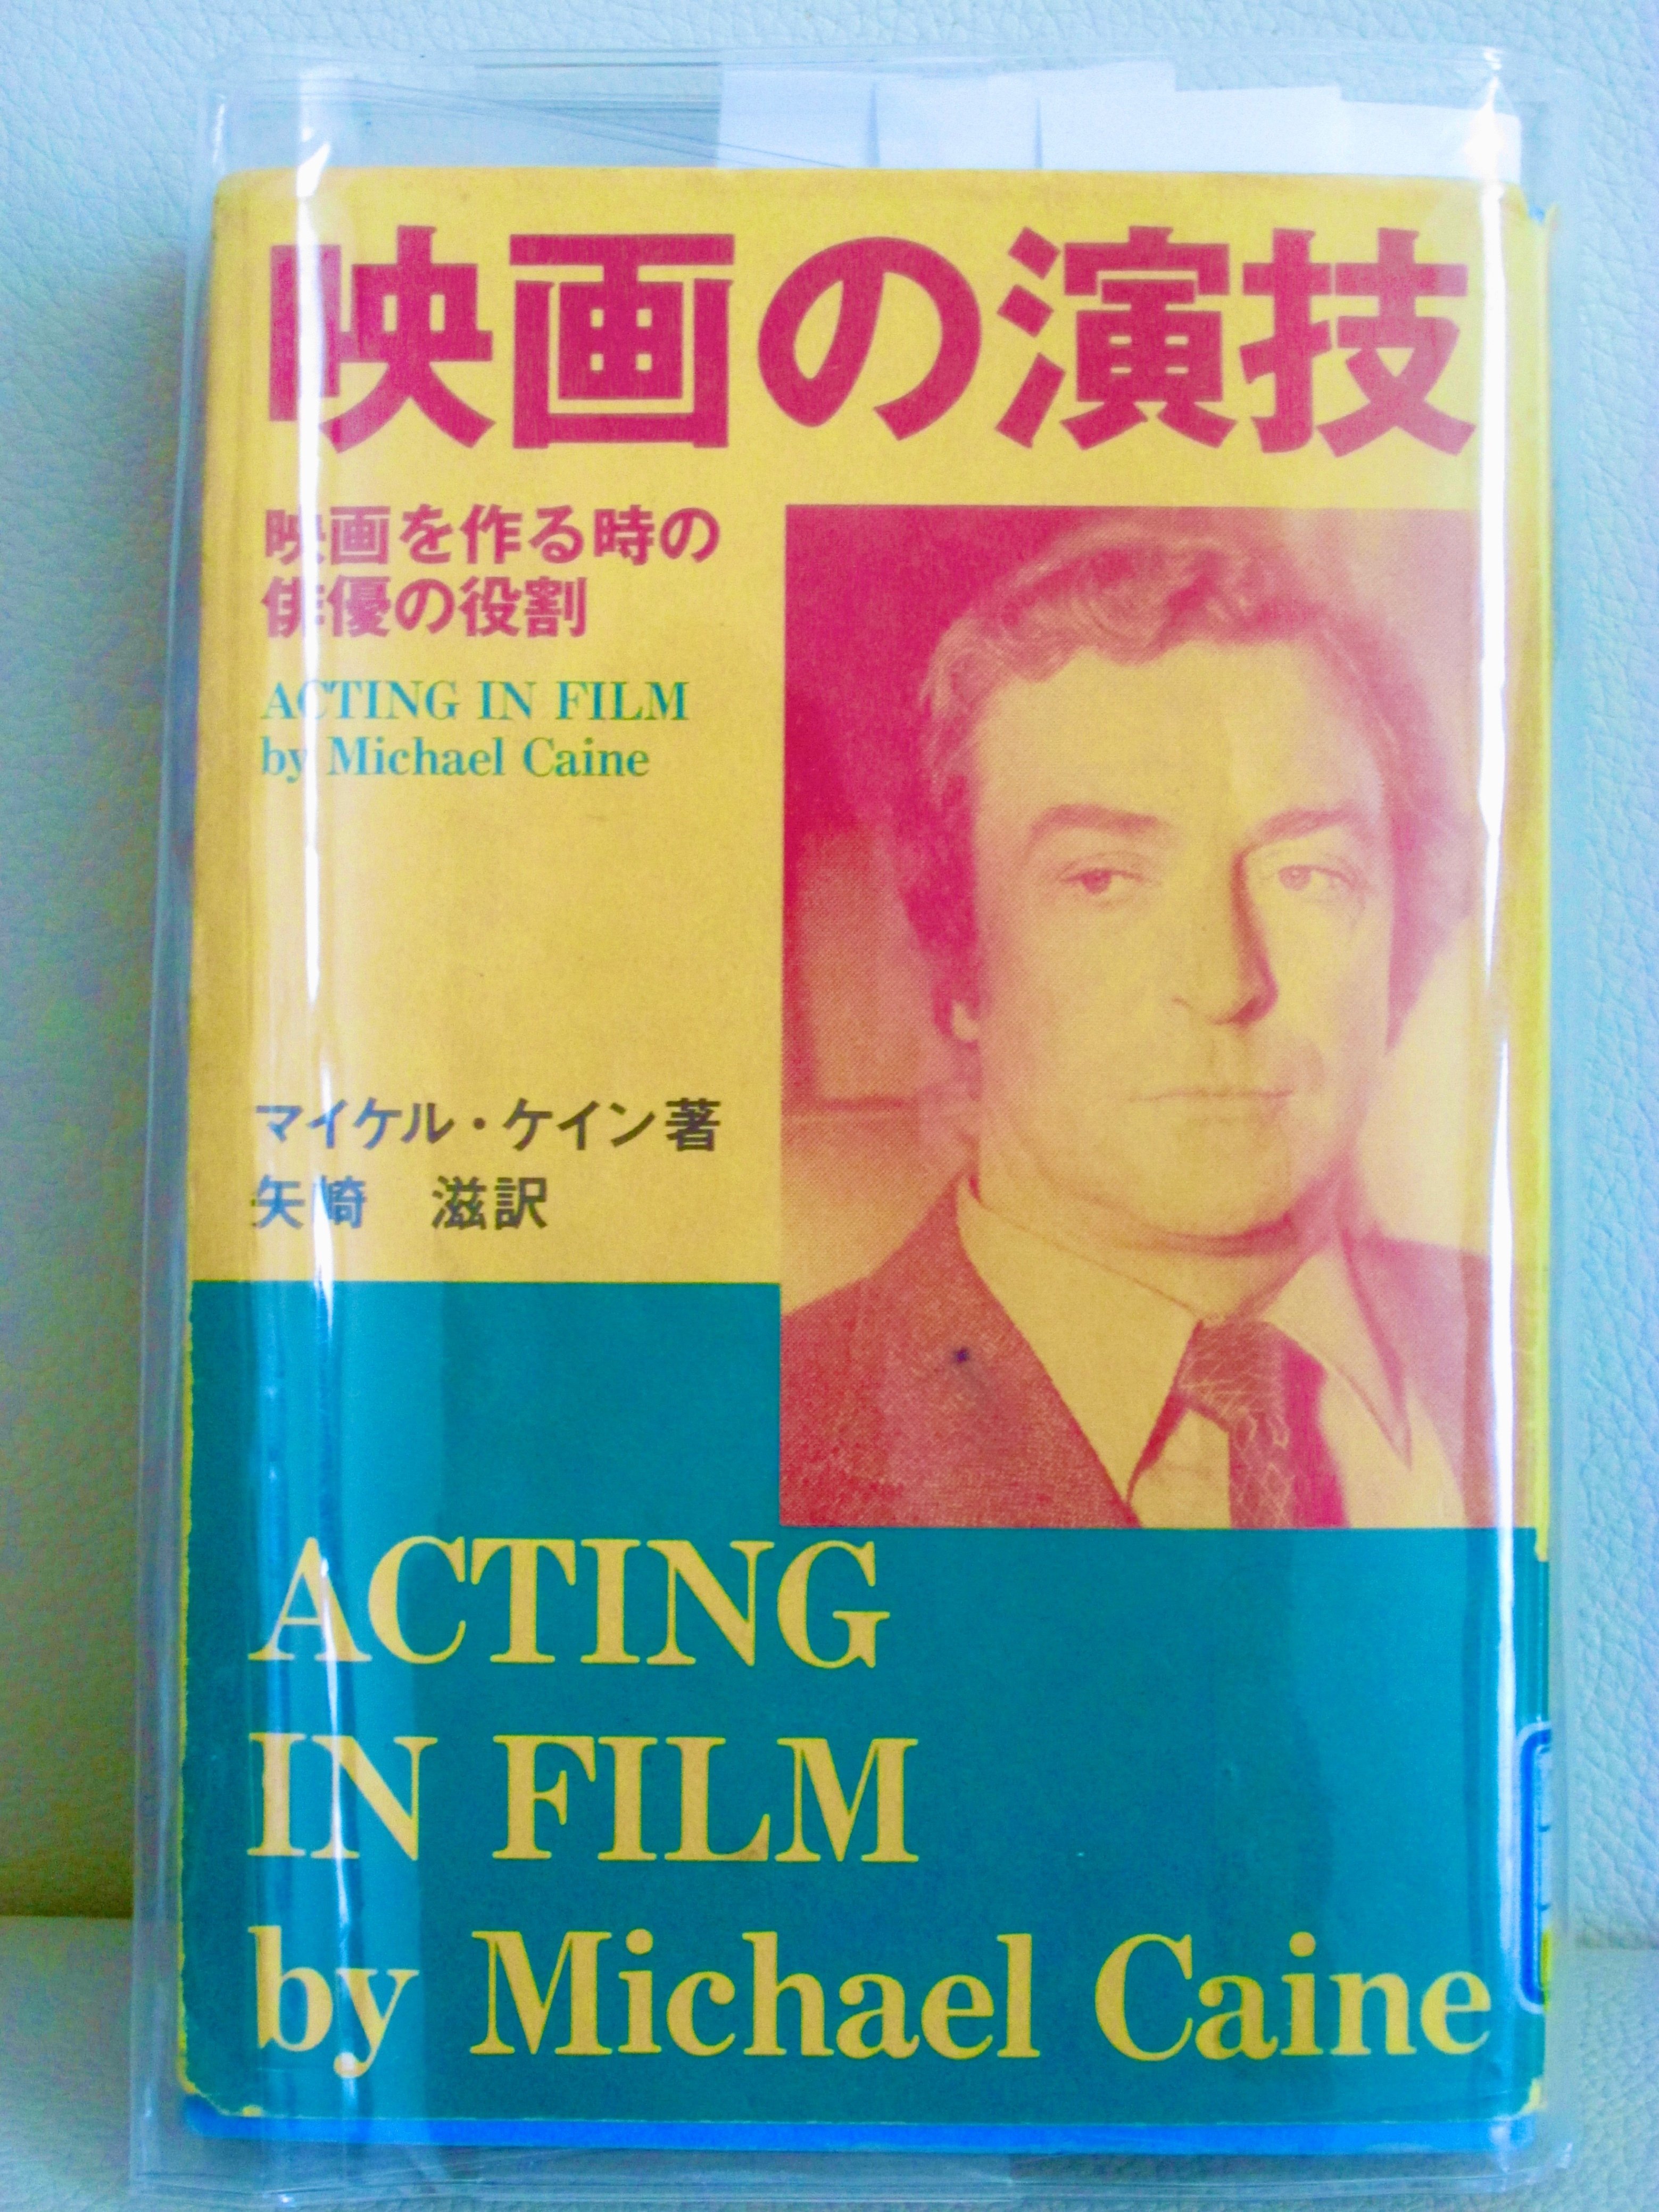 映画の演技
映画を作る時の
俳優の役割
ACTING IN FILM
by Michael Caine
マイケル・ケイン著
矢崎　滋訳
ACTING
IN FILM
by Michael Caine